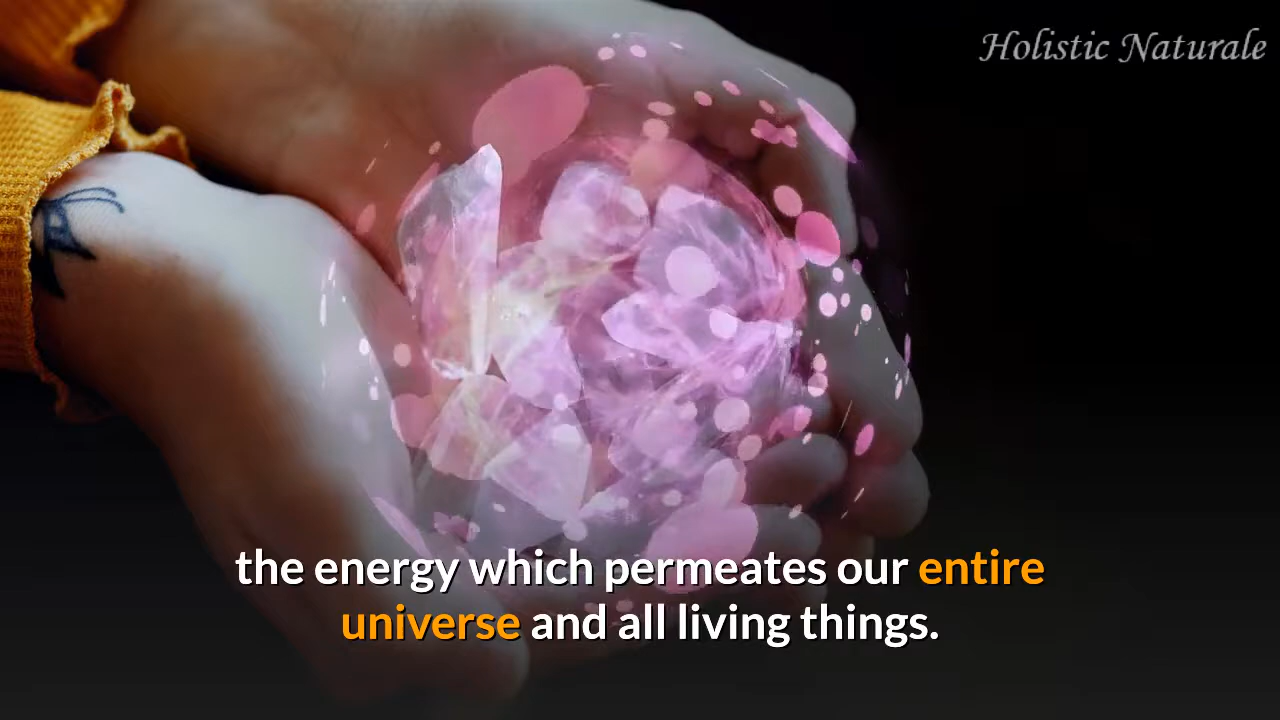 Holistic Naturale
the energy which permeates our entire
universe and all living things.